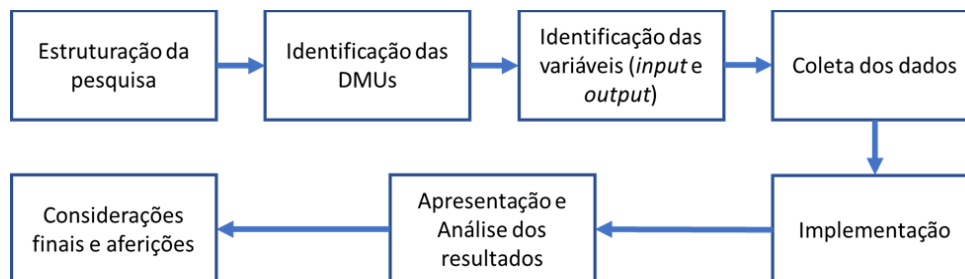 Estruturação da
pesquisa
Identificação das
DMUs
Identificação das
variáveis (input e
output)
Coleta dos dados
Implementação
Apresentação e
Análise dos
resultados
Considerações
finais e aferições